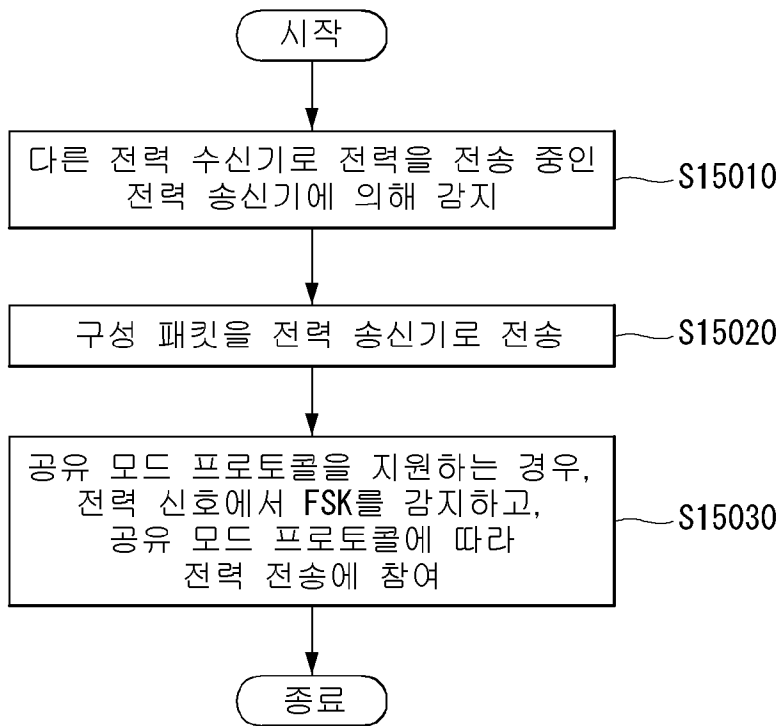 시작
다른 전력 수신기로 전력을 전송 중인
전력 송신기에 의해 감지
S15010
구성 패킷을 전력 송신기로 전송
S15020
공유 모드 프로토콜을 지원하는 경우,
전력 신호에서 FSK를 감지하고,
공유 모드 프로토콜에 따라
전력 전송에 참여
S15030
종료